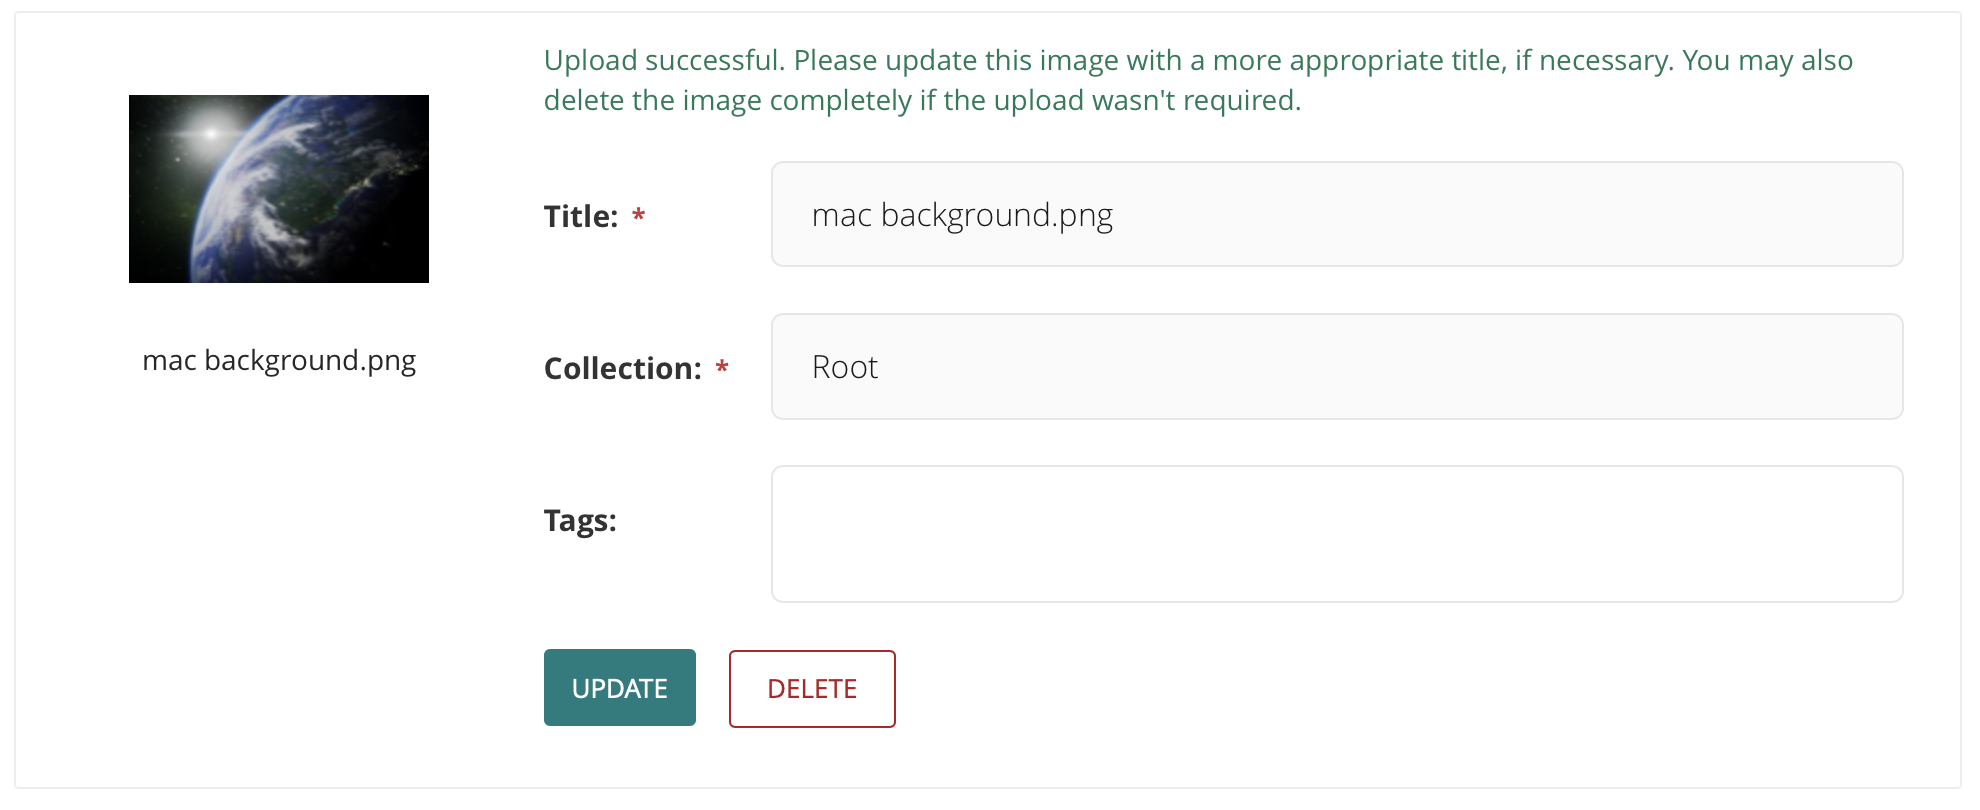 Upload successful. Please update this image with a more appropriate title, if necessary. You may also
delete the image completely if the upload wasn't required.
mac background.png
Title: *
mac background.png
Collection: *
Root
Tags:
UPDATE
DELETE